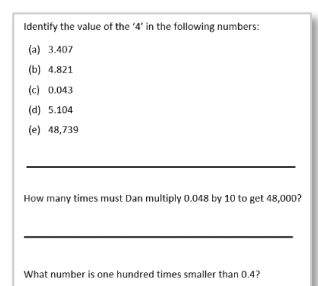 Identify the value of the ‘4’ in the following numbers:
(a) 3.407
(b) 4.821
(c) 0.043
(d) 5.104
(e) 48,739
How many times must Dan multiply 0.048 by 10 to get 48,000?
What number is one hundred times smaller than 0.4?